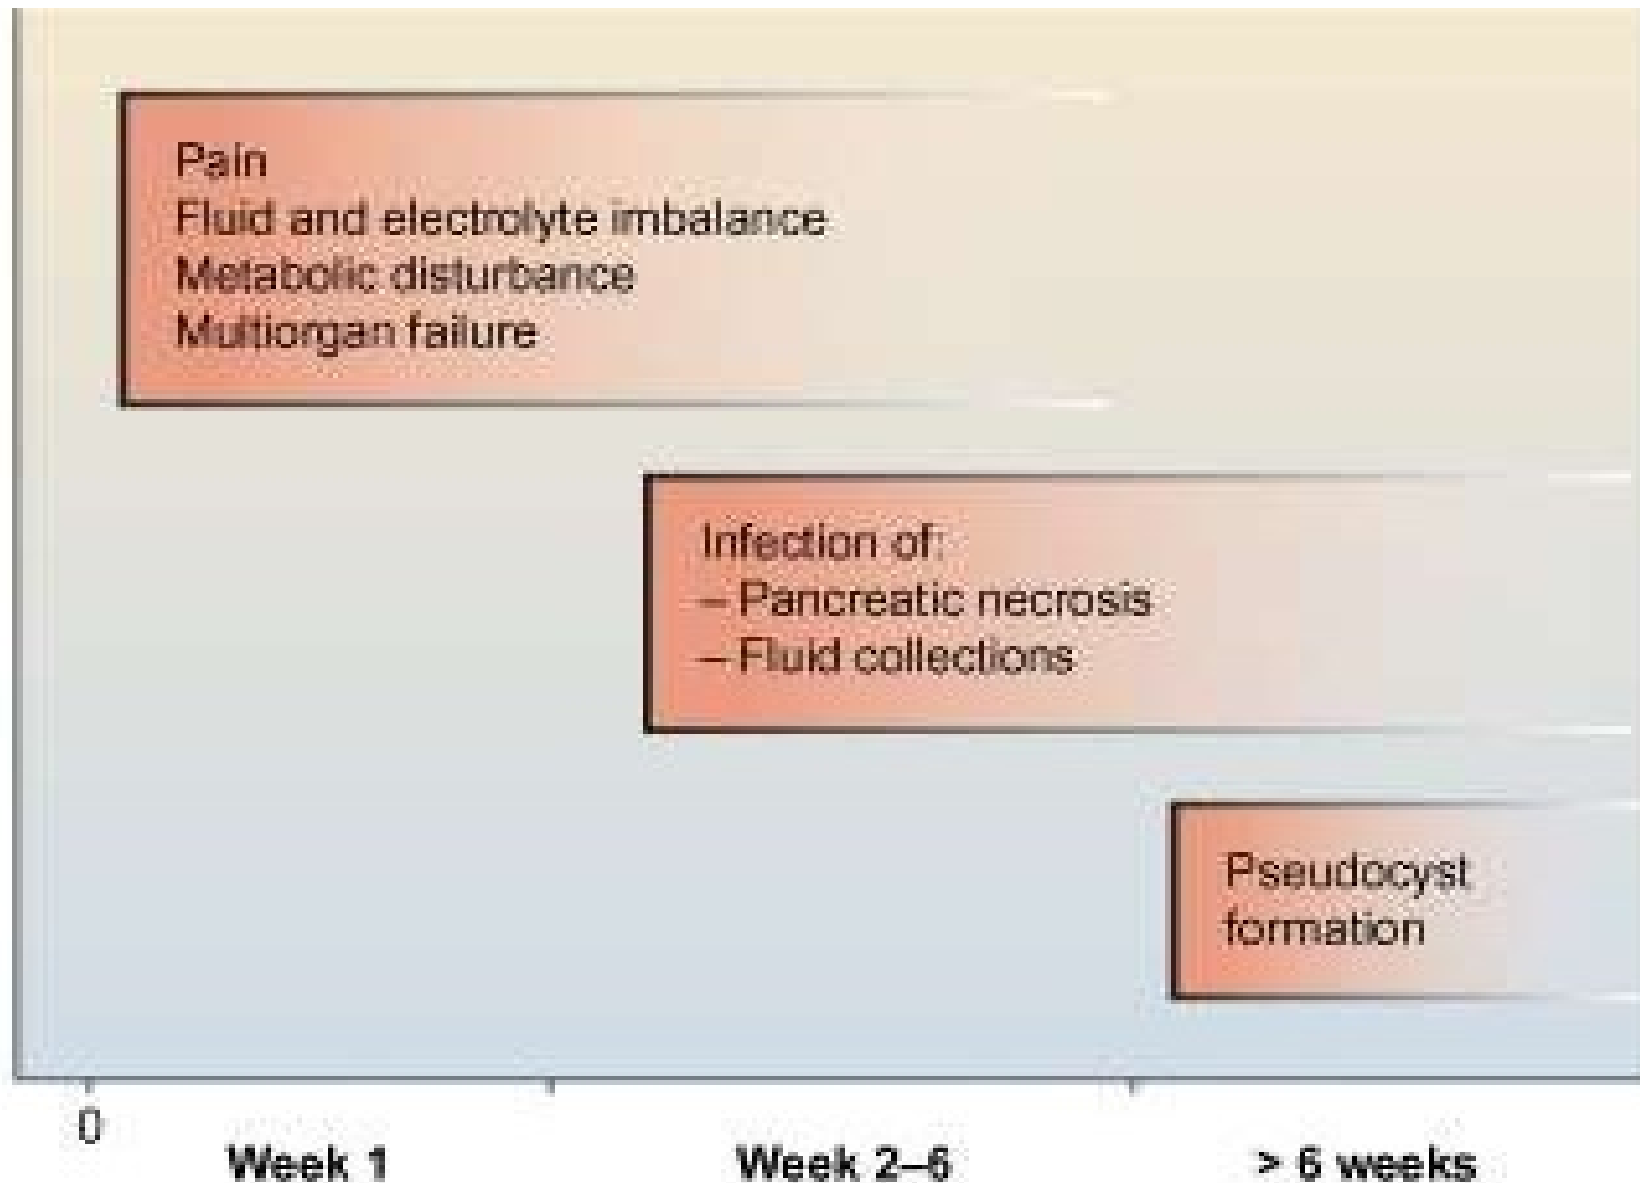 Pain
Fluid and electrolyte imbalance
Metabolic disturbance
Multiorgan failure
Infection of:
– Pancreatic necrosis
– Fluid collections
Pseudocyst
formation
0
Week 1
Week 2–6
> 6 weeks